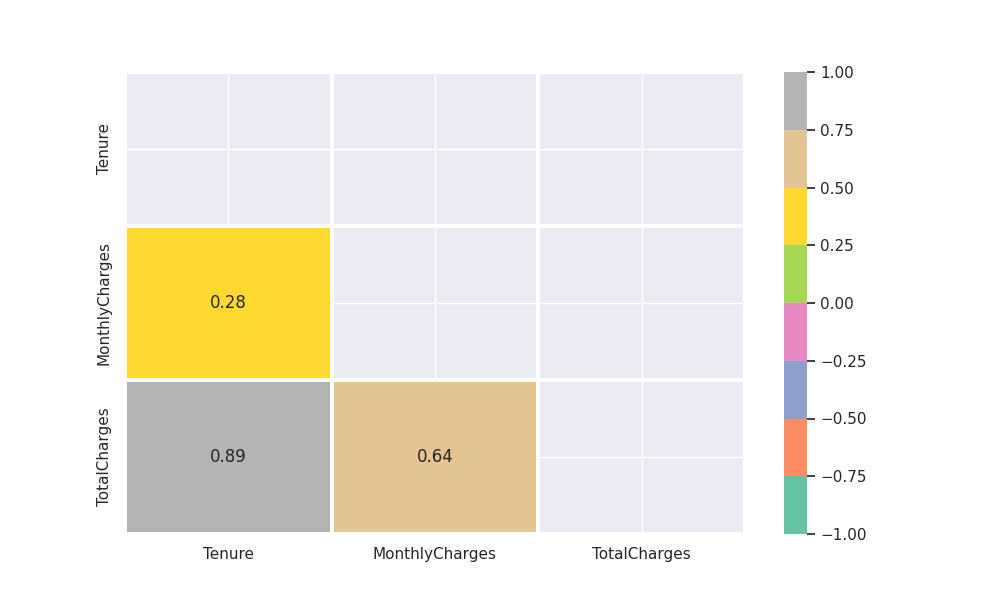 Tenure
MonthlyCharges
TotalCharges
0.28
0.89
0.64
Tenure
MonthlyCharges
TotalCharges
1.00
0.75
0.50
0.25
0.00
−0.25
−0.50
−0.75
−1.00